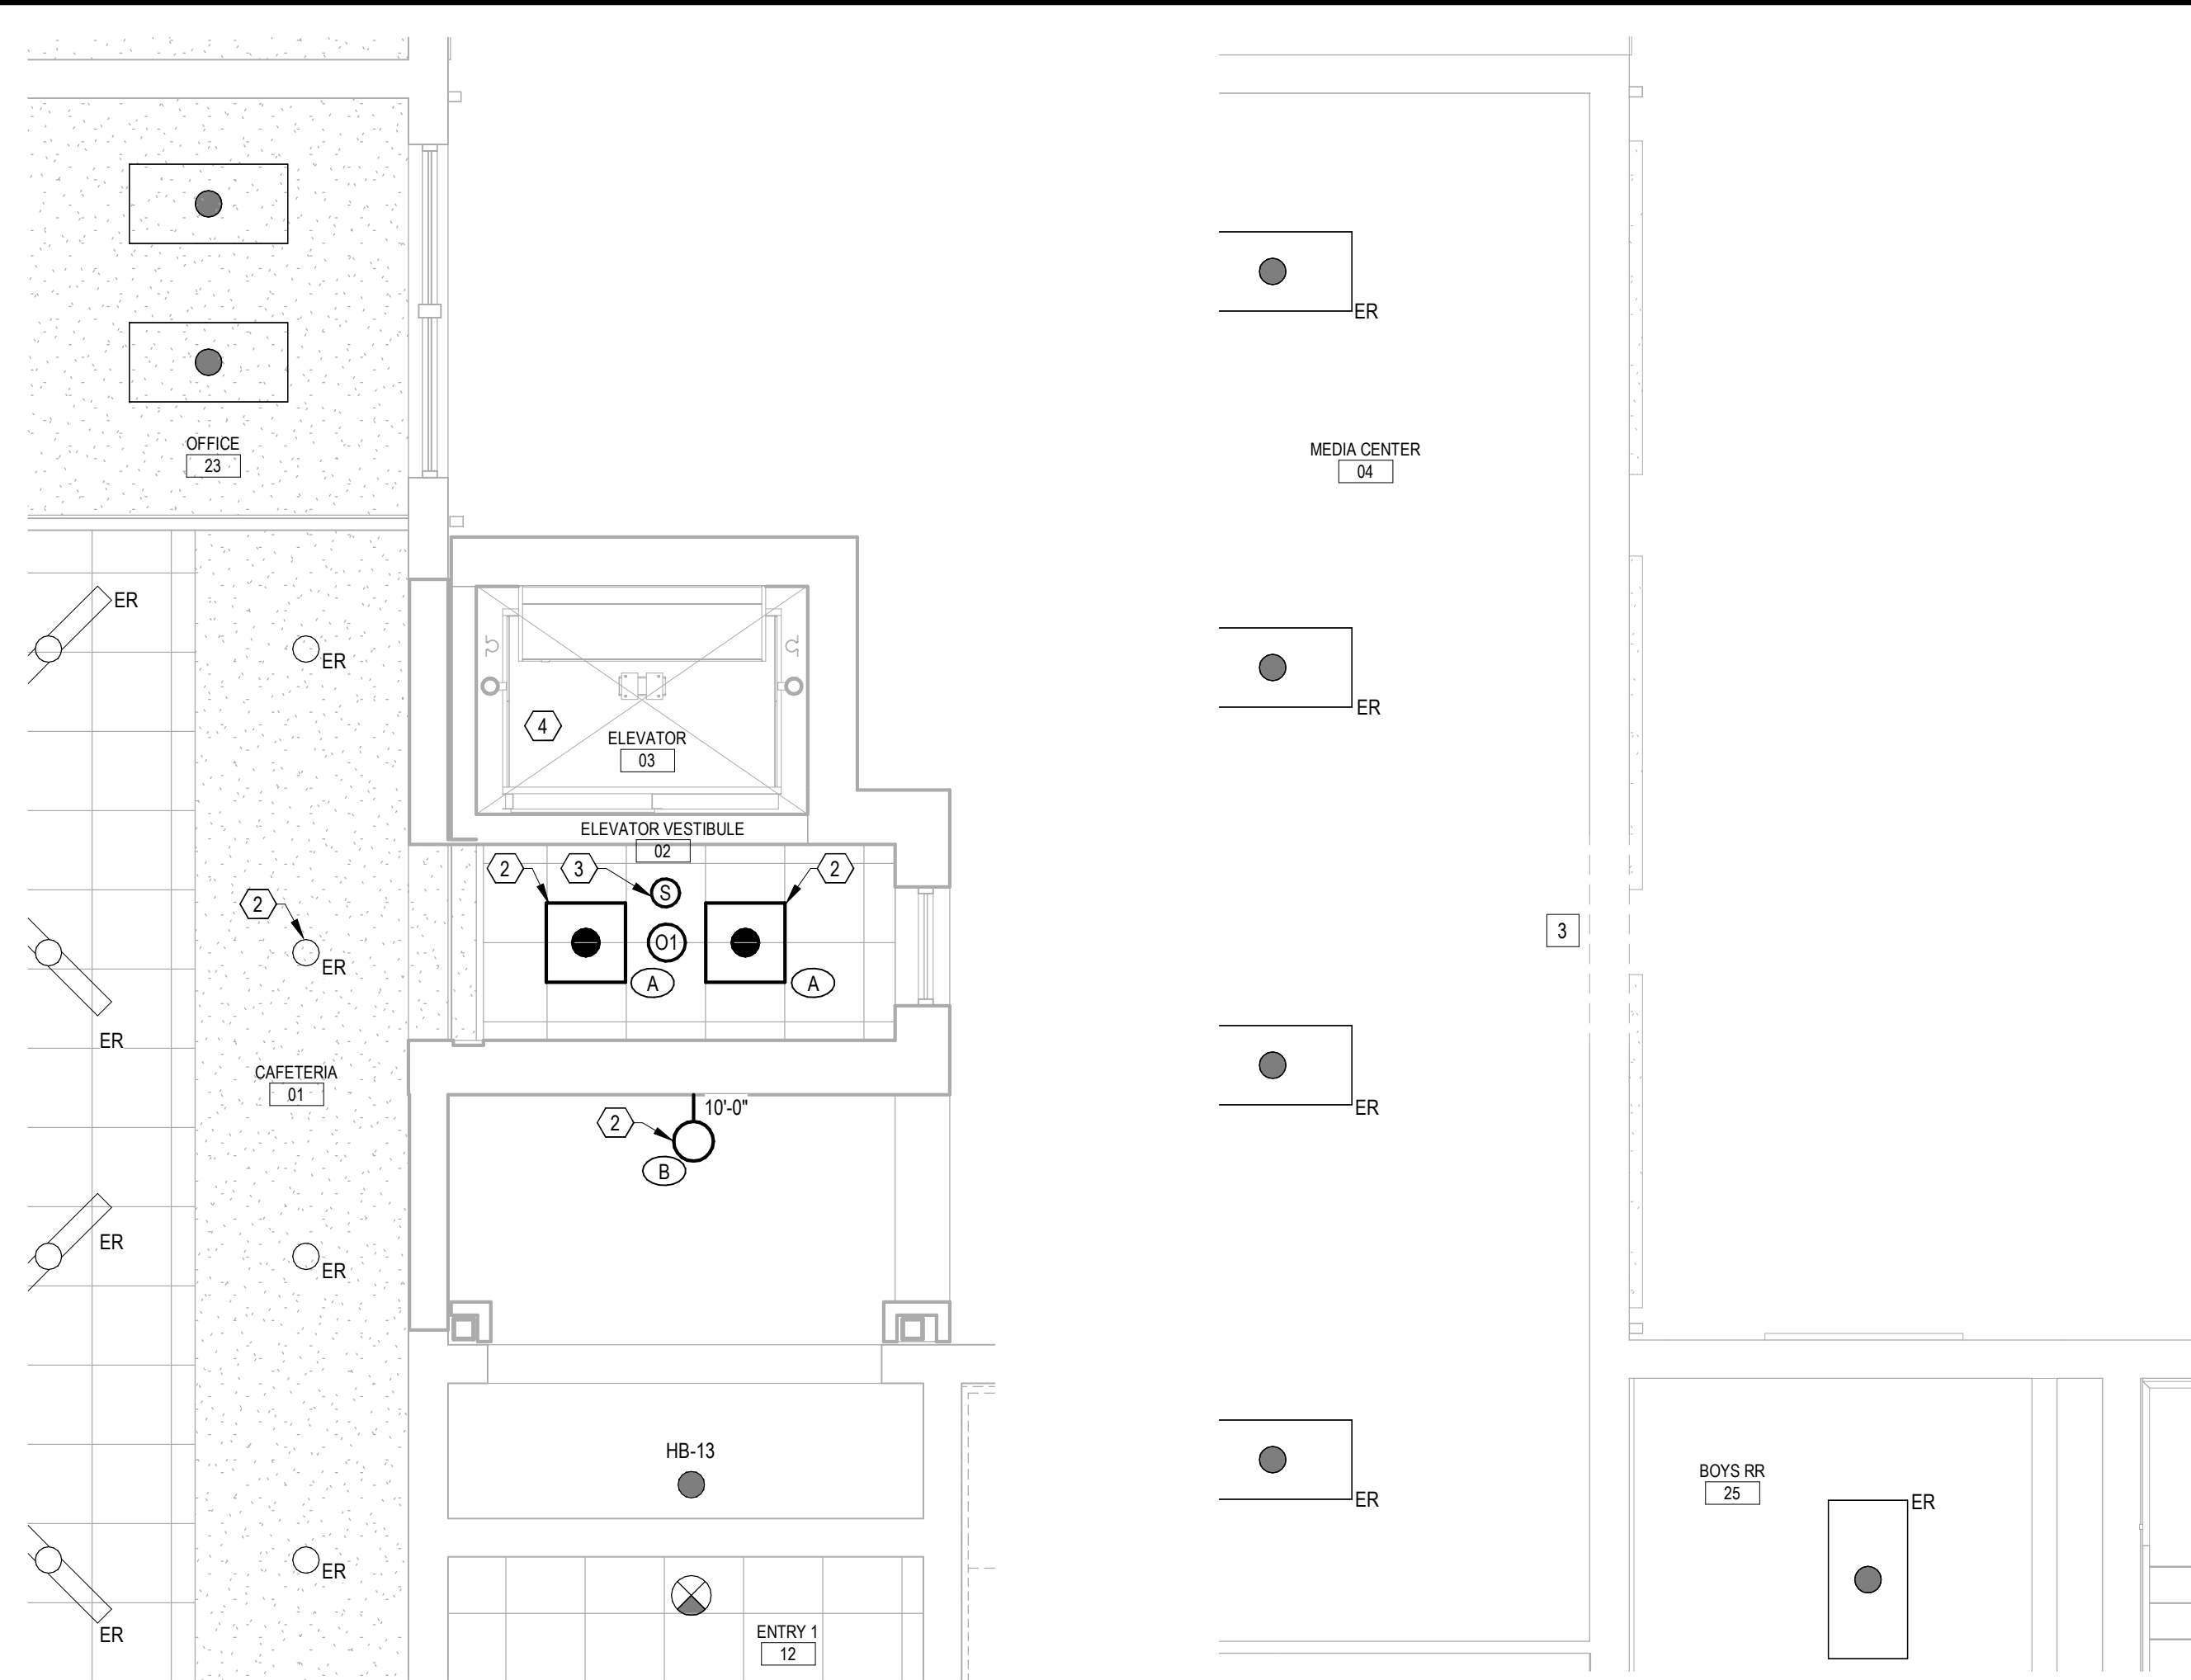 OFFICE
23
ER
ER
ER
2
ER
CAFETERIA
01
ER
ER
ER
ER
4
ELEVATOR
03
ELEVATOR VESTIBULE
02
2
3
2
S
O1
A
A
10'-0"
2
B
HB-13
ENTRY 1
12
ER
MEDIA CENTER
04
ER
3
ER
ER
BOYS RR
25
ER